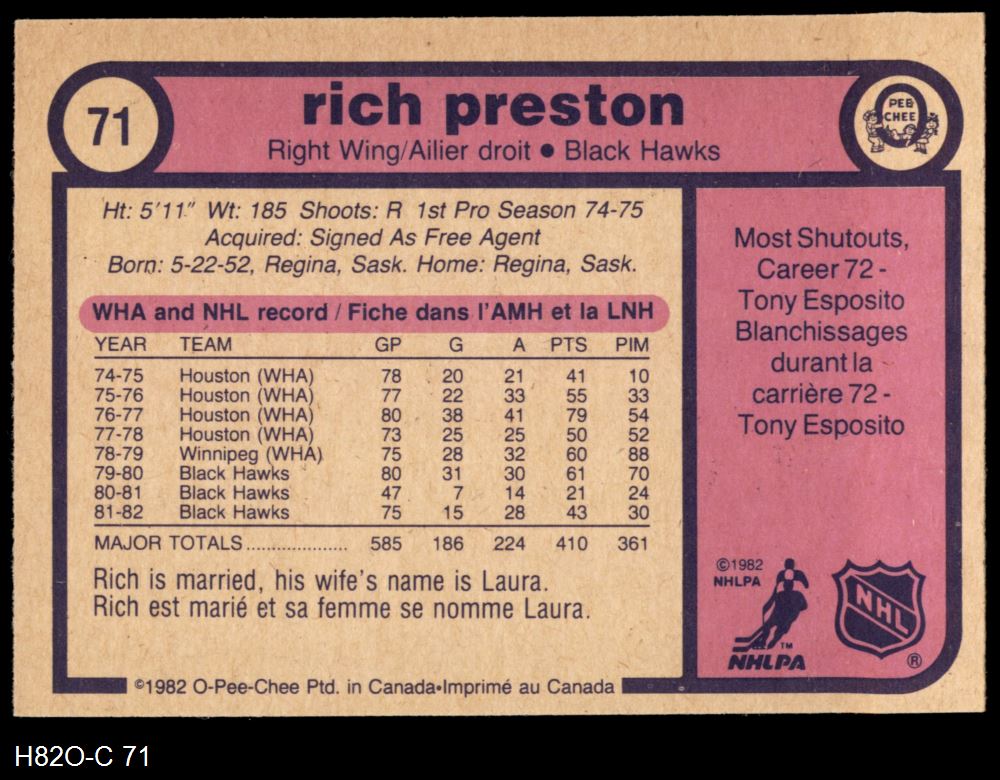 71
rich preston
Right Wing/Ailier droit • Black Hawks
PEE
CHEE
Ht: 5'11" Wt: 185 Shoots: R 1st Pro Season 74-75
Acquired: Signed As Free Agent
Born: 5-22-52, Regina, Sask. Home: Regina, Sask.
WHA and NHL record / Fiche dans l'AMH et la LNH
YEAR TEAM GP G A PTS PIM
74-75 Houston (WHA) 78 20 21 41 10
75-76 Houston (WHA) 77 22 33 55 33
76-77 Houston (WHA) 80 38 41 79 54
77-78 Houston (WHA) 73 25 25 50 52
78-79 Winnipeg (WHA) 75 28 32 60 88
79-80 Black Hawks 80 31 30 61 70
80-81 Black Hawks 47 7 14 21 24
81-82 Black Hawks 75 15 28 43 30
MAJOR TOTALS.................... 585 186 224 410 361
Rich is married, his wife's name is Laura.
Rich est marié et sa femme se nomme Laura.
©1982 O-Pee-Chee Ptd. in Canada•Imprimé au Canada
Most Shutouts,
Career 72 -
Tony Esposito
Blanchissages
durant la
carrière 72 -
Tony Esposito
©1982
NHLPA
TM
NHLPA
NHL
®
H82O-C 71